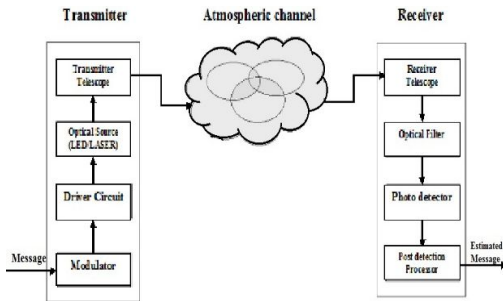 Transmitter
Atmospheric channel
Receiver
Transmitter
Telescope
Optical Source
(LED/LASER)
Driver Circuit
Message
Modulator
Receiver
Telescope
Optical Filter
Photo detector
Post detection
Processor
Estimated
Message